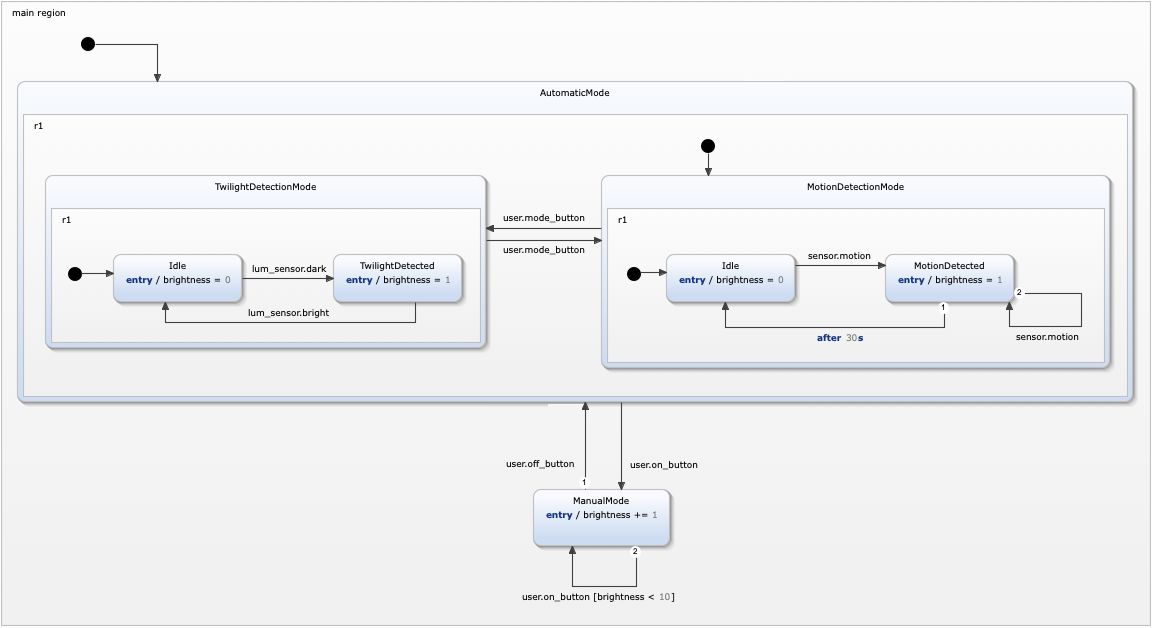 main region
AutomaticMode
r1
TwilightDetectionMode
r1
Idle
entry / brightness = 0
lum_sensor.dark
TwilightDetected
entry / brightness = 1
lum_sensor.bright
user.mode_button
user.mode_button
MotionDetectionMode
r1
Idle
entry / brightness = 0
sensor.motion
MotionDetected
entry / brightness = 1
1
2
after 30s
sensor.motion
user.off_button
user.on_button
1
ManualMode
entry / brightness += 1
2
user.on_button [brightness < 10]